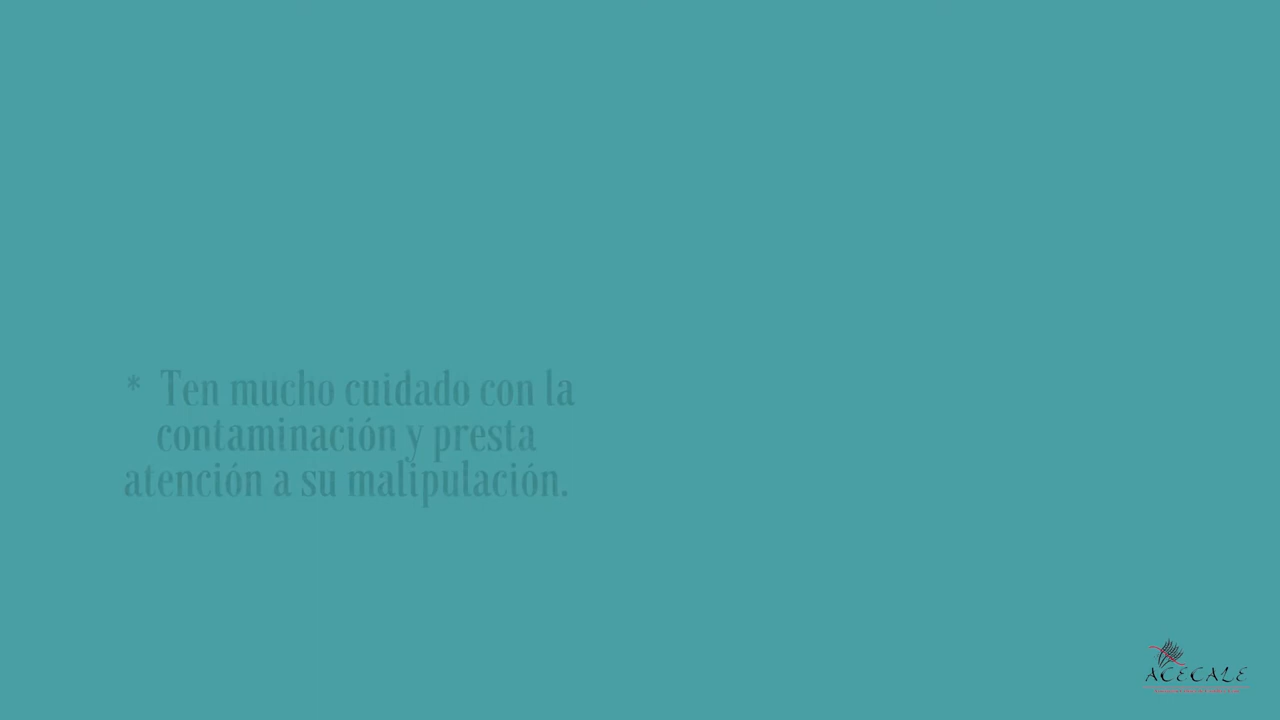 * Ten mucho cuidado con la
contaminación y presta
atención a su malipulación.
ACECALE